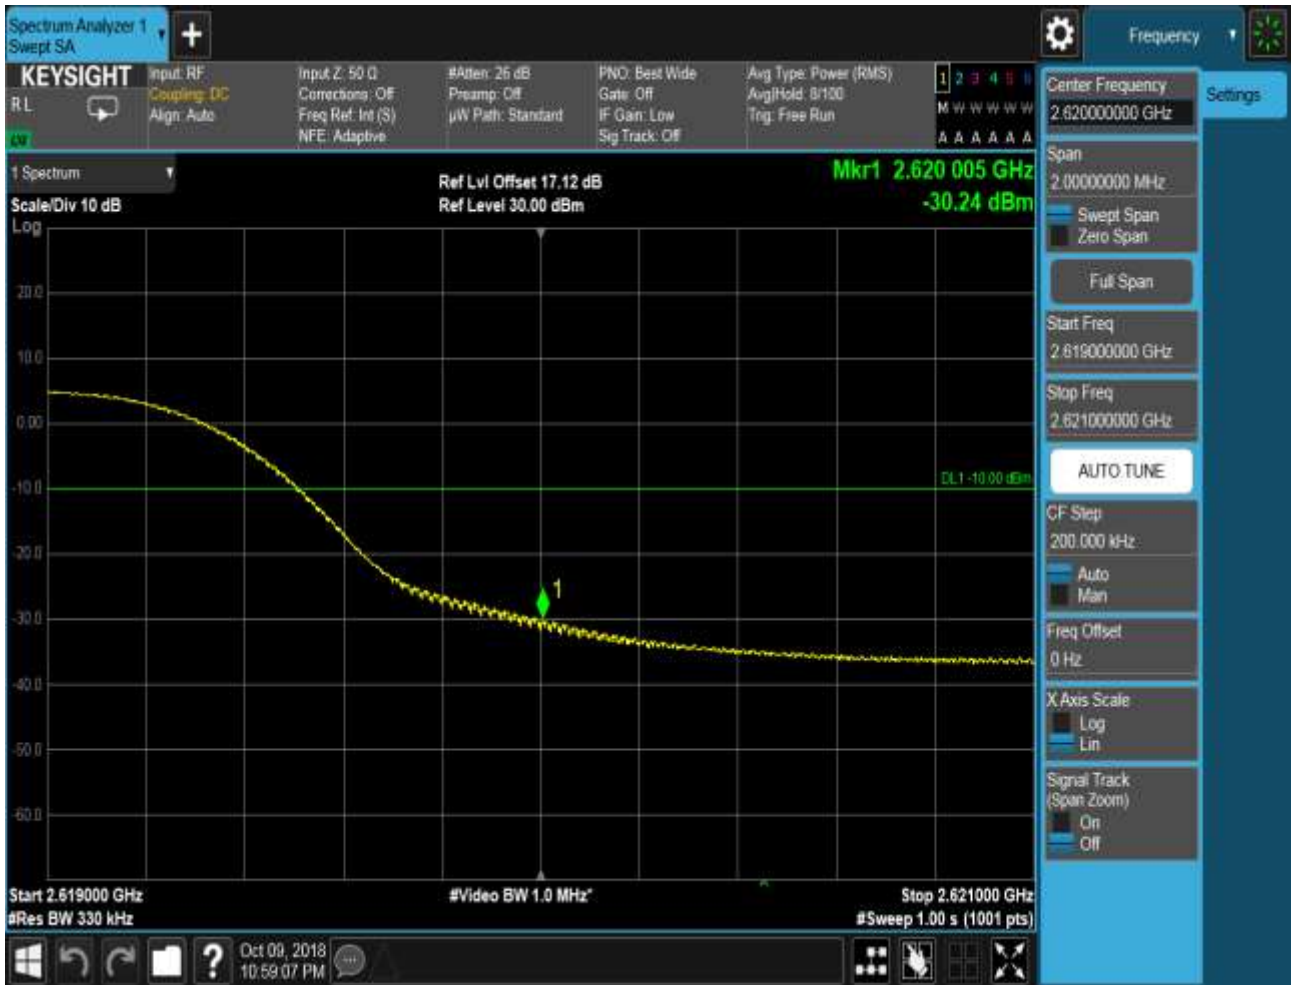 Spectrum Analyzer 1
Swept SA
+
Frequency
KEYSIGHT
Input: RF
Input Z: 50 Ω
#Atten: 26 dB
PNO: Best Wide
Avg Type: Power (RMS)
1 2 3 4 5 6
R L
Coupling: DC
Corrections: Off
Preamp: Off
Gate: Off
Avg|Hold: 8/100
M W W W W W
Align: Auto
Freq Ref: Int (S)
µW Path: Standard
IF Gain: Low
Trig: Free Run
NFE: Adaptive
Sig Track: Off
A A A A A A
1 Spectrum
Ref Lvl Offset 17.12 dB
Mkr1 2.620 005 GHz
Scale/Div 10 dB
Ref Level 30.00 dBm
-30.24 dBm
Log
20.0
10.0
0.00
-10.0
-20.0
-30.0
-40.0
-50.0
-60.0
DL1 -10.00 dBm
1
Start 2.619000 GHz
#Video BW 1.0 MHz*
Stop 2.621000 GHz
#Res BW 330 kHz
#Sweep 1.00 s (1001 pts)
?
Oct 09, 2018
10:59:07 PM
Center Frequency
2.620000000 GHz
Settings
Span
2.00000000 MHz
Swept Span
Zero Span
Full Span
Start Freq
2.619000000 GHz
Stop Freq
2.621000000 GHz
AUTO TUNE
CF Step
200.000 kHz
Auto
Man
Freq Offset
0 Hz
X Axis Scale
Log
Lin
Signal Track
(Span Zoom)
On
Off